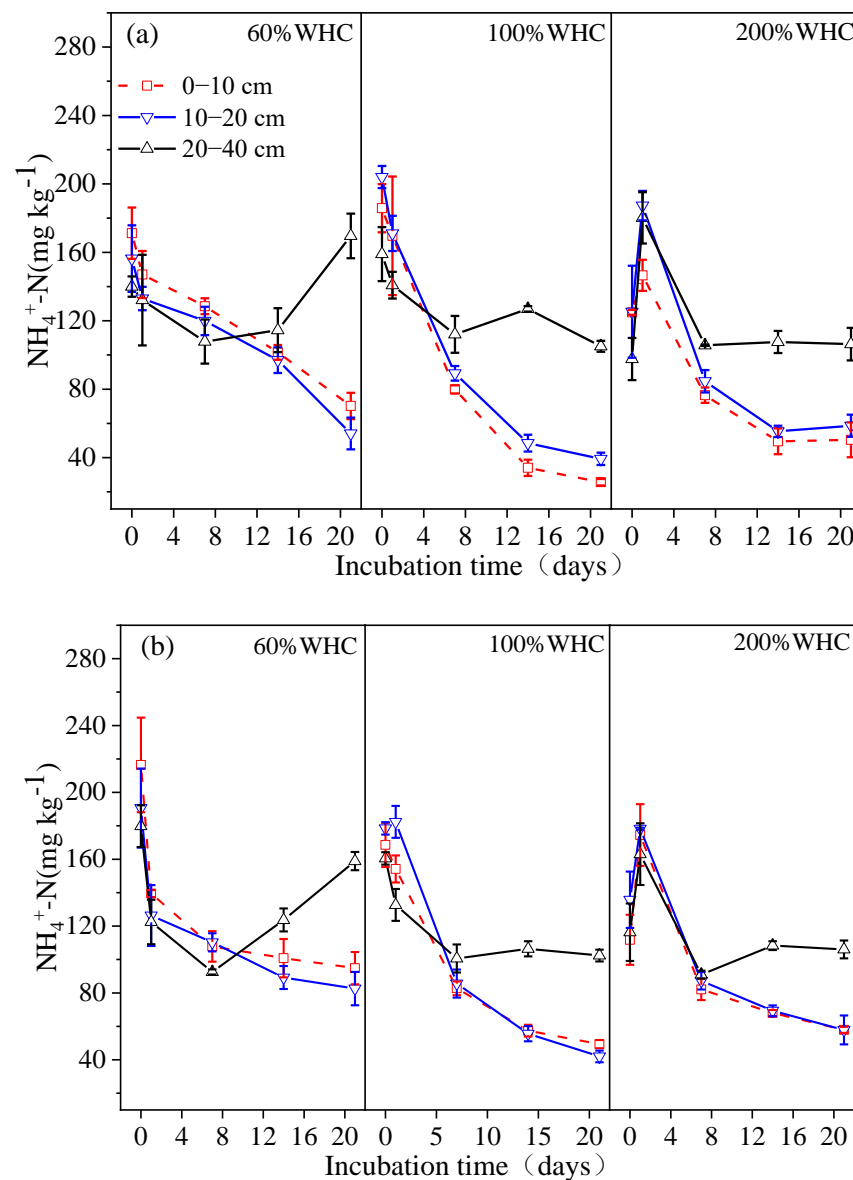 (a) 60%WHC 100%WHC 200%WHC
0−10 cm
10−20 cm
20−40 cm
NH₄⁺-N(mg kg⁻¹)
280
240
200
160
120
80
40
0 4 8 12 16 20 0 4 8 12 16 20 0 4 8 12 16 20
Incubation time（days）
(b) 60%WHC 100%WHC 200%WHC
NH₄⁺-N(mg kg⁻¹)
280
240
200
160
120
80
40
0 4 8 12 16 20 0 5 10 15 20 0 4 8 12 16 20
Incubation time（days）